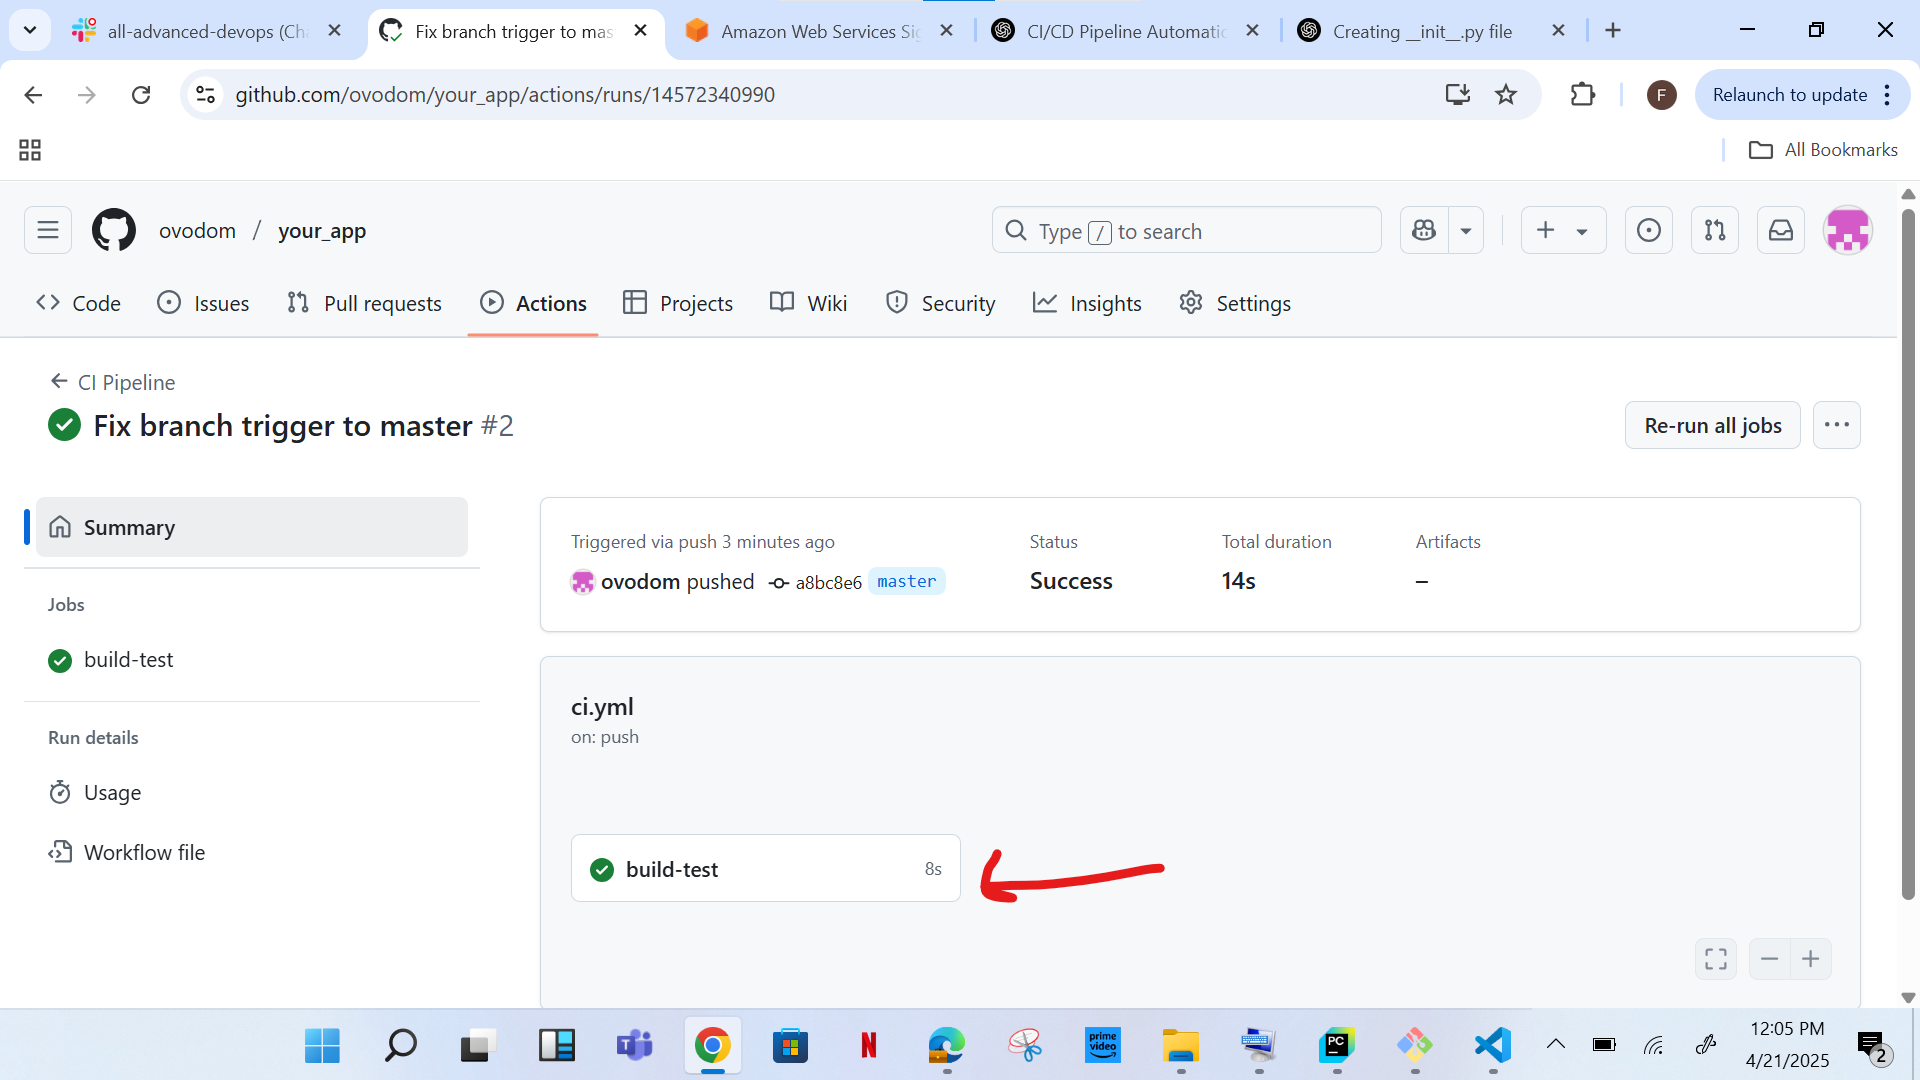 all-advanced-devops (Cha
Fix branch trigger to mas
Amazon Web Services Sig
CI/CD Pipeline Automatic
Creating __init__.py file
github.com/ovodom/your_app/actions/runs/14572340990
F
Relaunch to update
All Bookmarks
ovodom / your_app
Type / to search
Code
Issues
Pull requests
Actions
Projects
Wiki
Security
Insights
Settings
CI Pipeline
Fix branch trigger to master #2
Re-run all jobs
Summary
Jobs
build-test
Run details
Usage
Workflow file
Triggered via push 3 minutes ago
ovodom pushed a8bc8e6 master
Status
Success
Total duration
14s
Artifacts
–
ci.yml
on: push
build-test 8s
prime video
PC
N
12:05 PM
4/21/2025
2